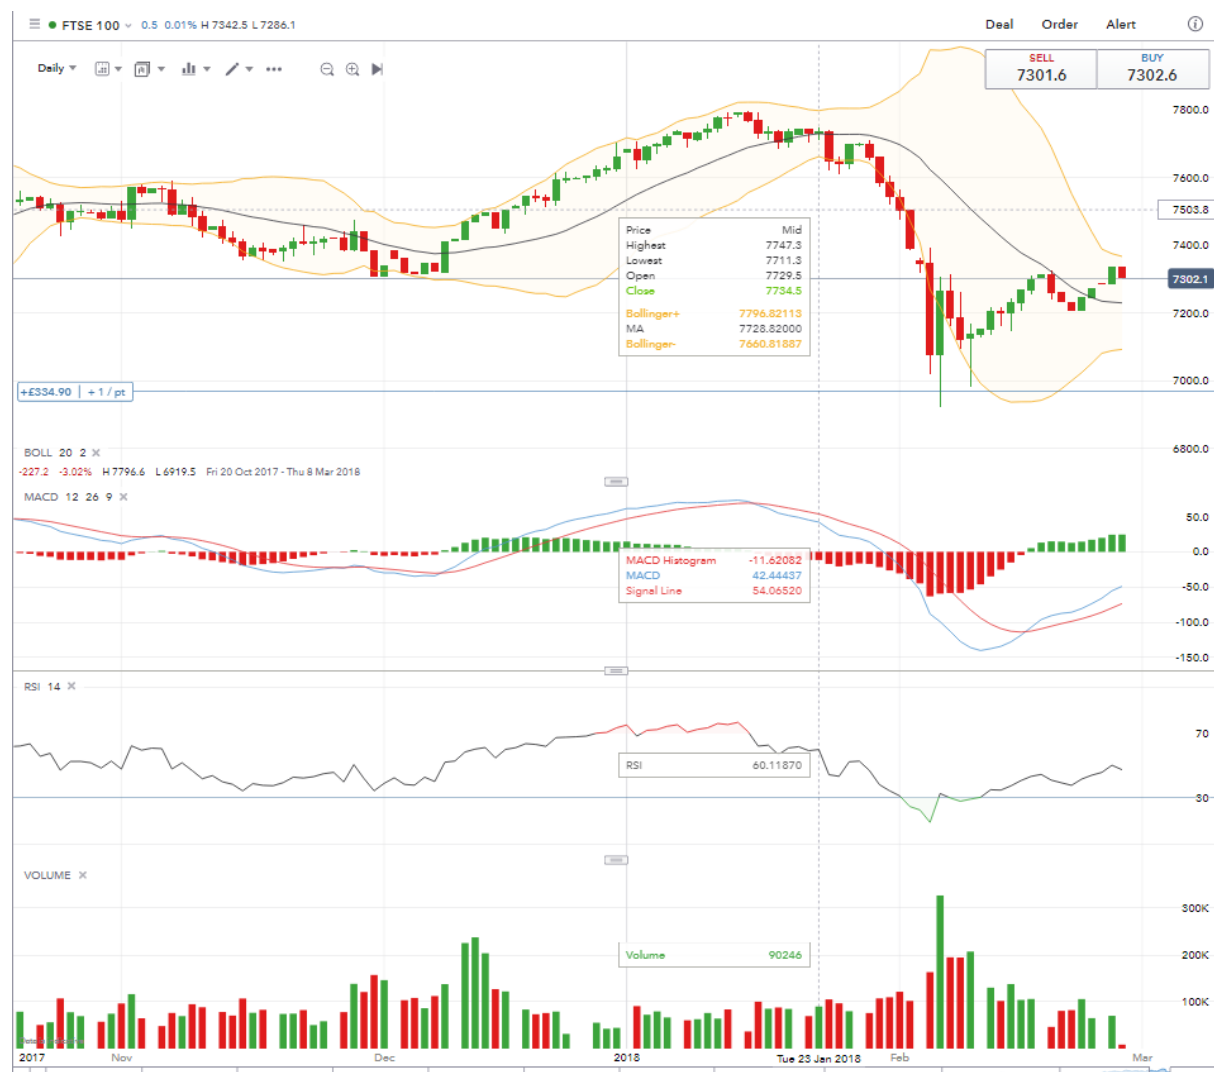 FTSE 100 0.5 0.01% H 7342.5 L 7286.1 Deal Order Alert
Daily
SELL
7301.6
BUY
7302.6
7800.0
7600.0
7503.8
7400.0
7302.1
7200.0
7000.0
6800.0
Price Mid
Highest 7747.3
Lowest 7711.3
Open 7729.5
Close 7734.5
Bollinger+ 7796.82113
MA 7728.82000
Bollinger- 7660.81887
+£334.90 | + 1 / pt
BOLL 20 2
-227.2 -3.02% H 7796.6 L 6919.5 Fri 20 Oct 2017 - Thu 8 Mar 2018
MACD 12 26 9
50.0
0.0
-50.0
-100.0
-150.0
MACD Histogram -11.62082
MACD 42.44437
Signal Line 54.06520
RSI 14
70
30
RSI 60.11870
VOLUME
300K
200K
100K
Volume 90246
2017 Nov Dec 2018 Tue 23 Jan 2018 Feb Mar